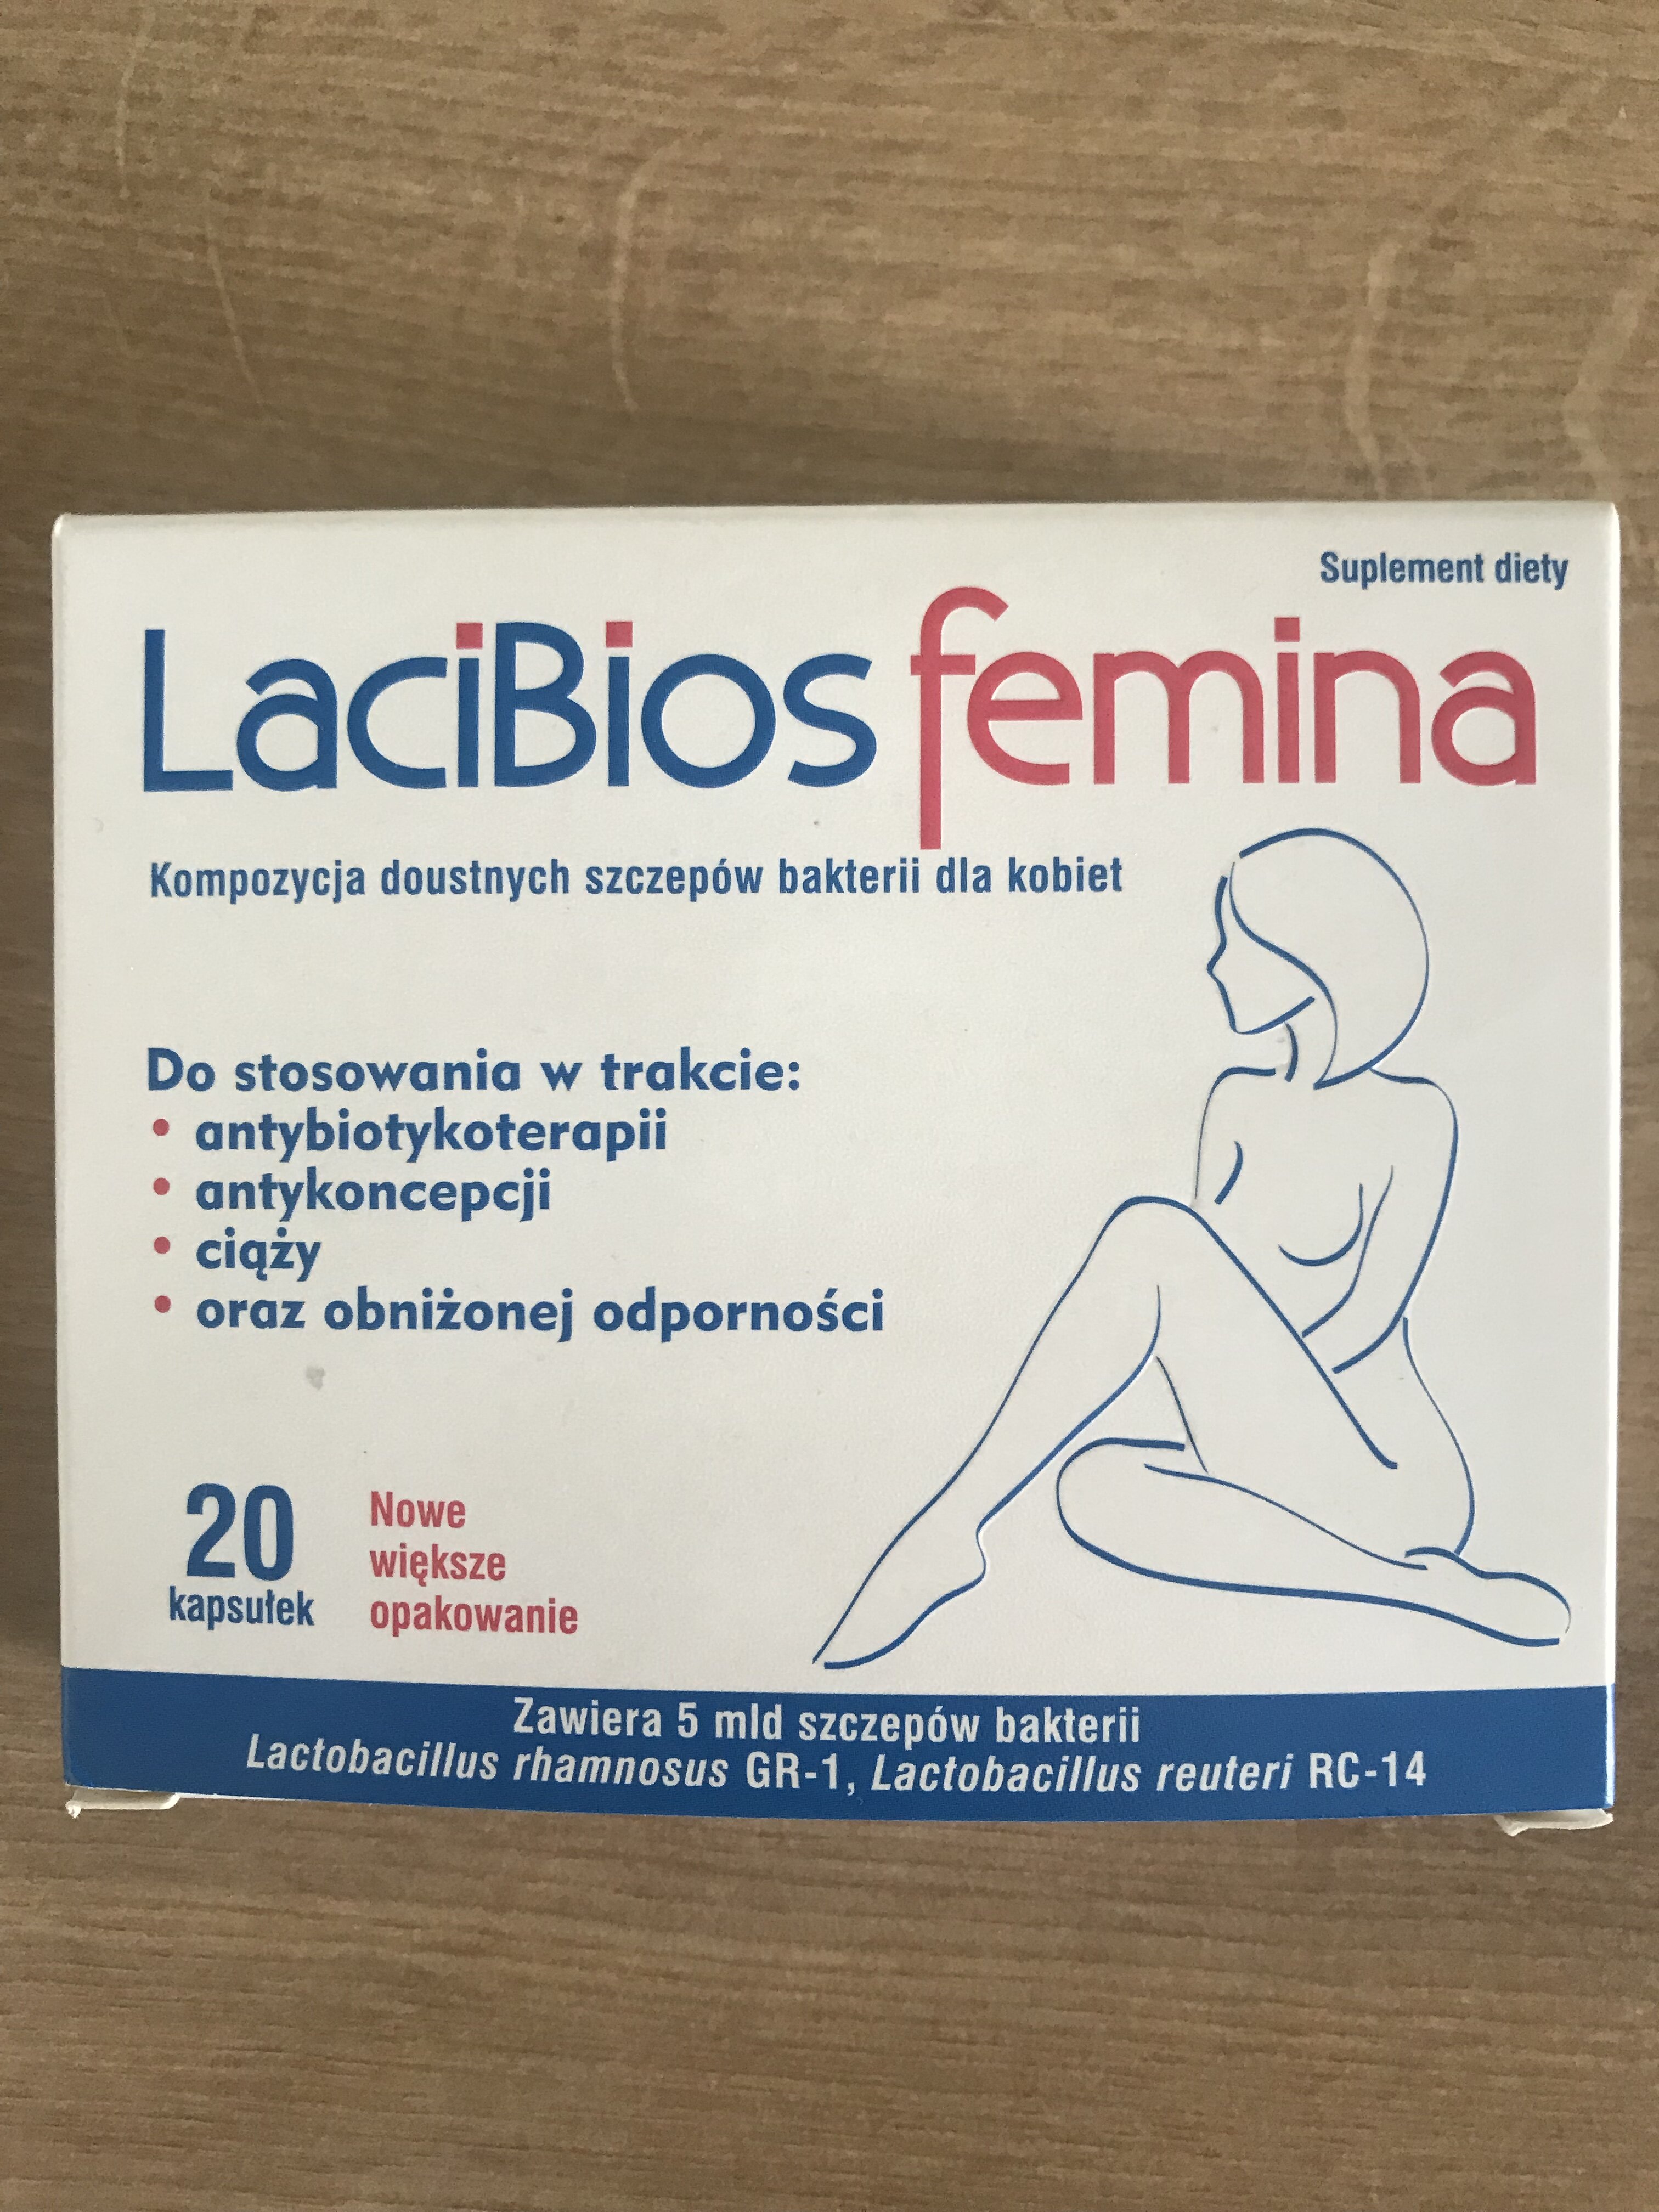 Suplement diety
LaciBios femina
Kompozycja doustnych szczepów bakterii dla kobiet
Do stosowania w trakcie:
• antybiotykoterapii
• antykoncepcji
• ciąży
• oraz obniżonej odporności
20
kapsułek
Nowe
większe
opakowanie
Zawiera 5 mld szczepów bakterii
Lactobacillus rhamnosus GR-1, Lactobacillus reuteri RC-14